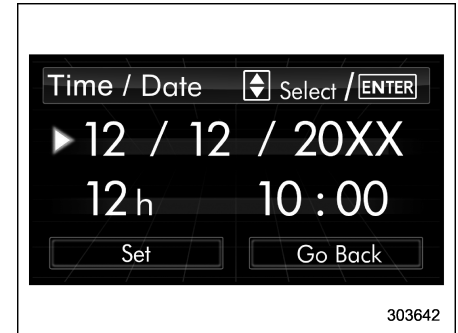 Time / Date Select / ENTER
12 / 12 / 20XX
12h 10 : 00
Set Go Back
303642